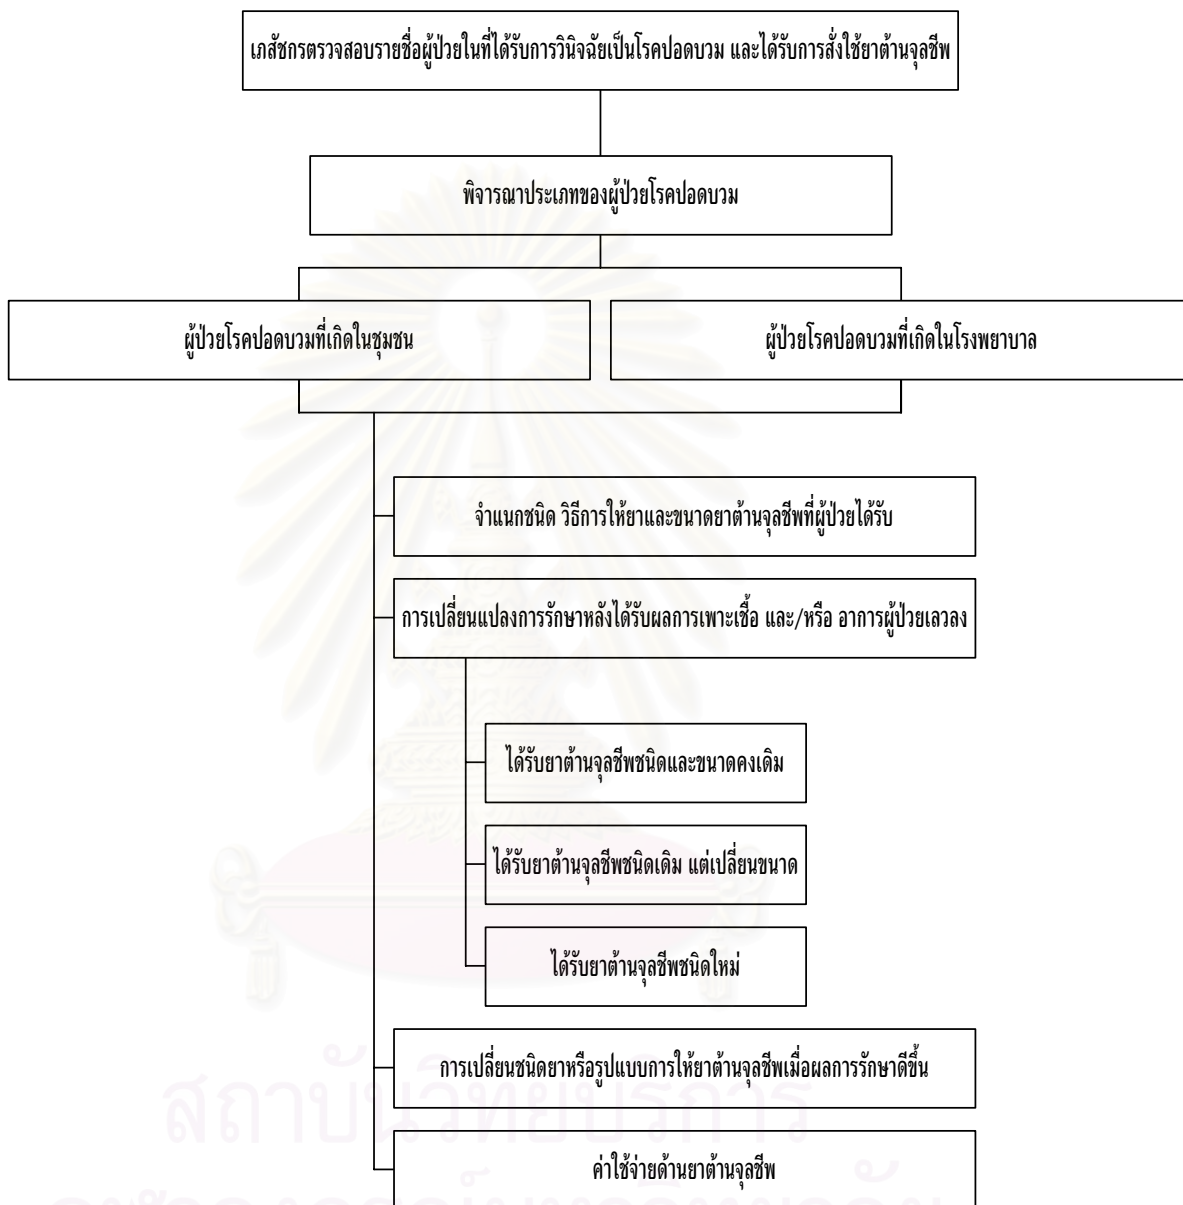 เภสัชกรตรวจสอบรายชื่อผู้ป่วยในที่ได้รับการวินิจฉัยเป็นโรคปอดบวม และได้รับการสั่งใช้ยาต้านจุลชีพ
พิจารณาประเภทของผู้ป่วยโรคปอดบวม
ผู้ป่วยโรคปอดบวมที่เกิดในชุมชน
ผู้ป่วยโรคปอดบวมที่เกิดในโรงพยาบาล
จำแนกชนิด วิธีการให้ยาและขนาดยาต้านจุลชีพที่ผู้ป่วยได้รับ
การเปลี่ยนแปลงการรักษาหลังได้รับผลการเพาะเชื้อ และ/หรือ อาการผู้ป่วยเลวลง
ได้รับยาต้านจุลชีพชนิดและขนาดคงเดิม
ได้รับยาต้านจุลชีพชนิดเดิม แต่เปลี่ยนขนาด
ได้รับยาต้านจุลชีพชนิดใหม่
การเปลี่ยนชนิดยาหรือรูปแบบการให้ยาต้านจุลชีพเมื่อผลการรักษาดีขึ้น
สถาบันวิทยบริการ
ค่าใช้จ่ายด้านยาต้านจุลชีพ